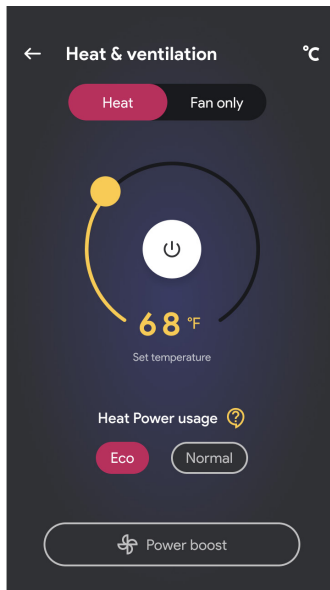 Heat & ventilation °C
Heat Fan only
68 °F
Set temperature
Heat Power usage ?
Eco Normal
Power boost